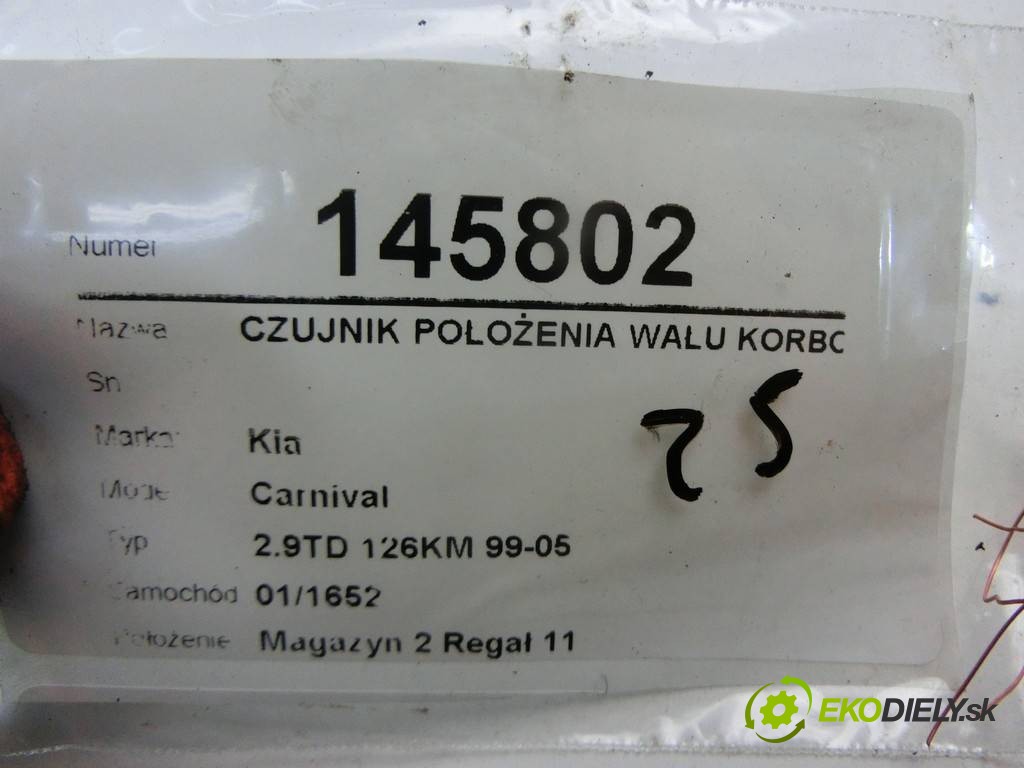 Numer 145802
Nazwa CZUJNIK POŁOŻENIA WAŁU KORBO
Sn
Marka Kia
Model Carnival
Typ 2.9TD 126KM 99-05
Samochód 01/1652
Położenie Magazyn 2 Regał 11
EKODIELY.sk